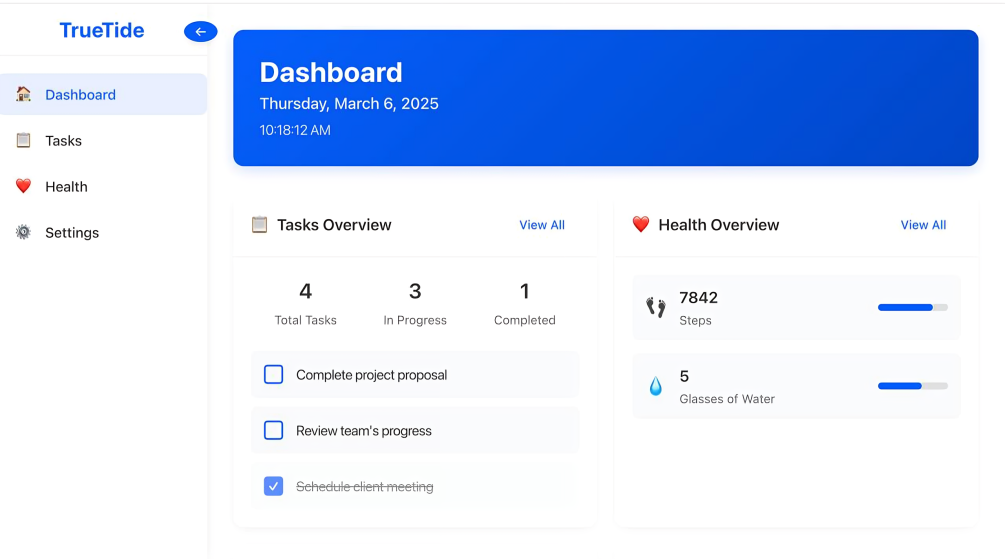 TrueTide
Dashboard
Tasks
Health
Settings
Dashboard
Thursday, March 6, 2025
10:18:12 AM
Tasks Overview
View All
4
3
1
Total Tasks
In Progress
Completed
Complete project proposal
Review team's progress
Schedule client meeting
Health Overview
View All
7842
Steps
5
Glasses of Water